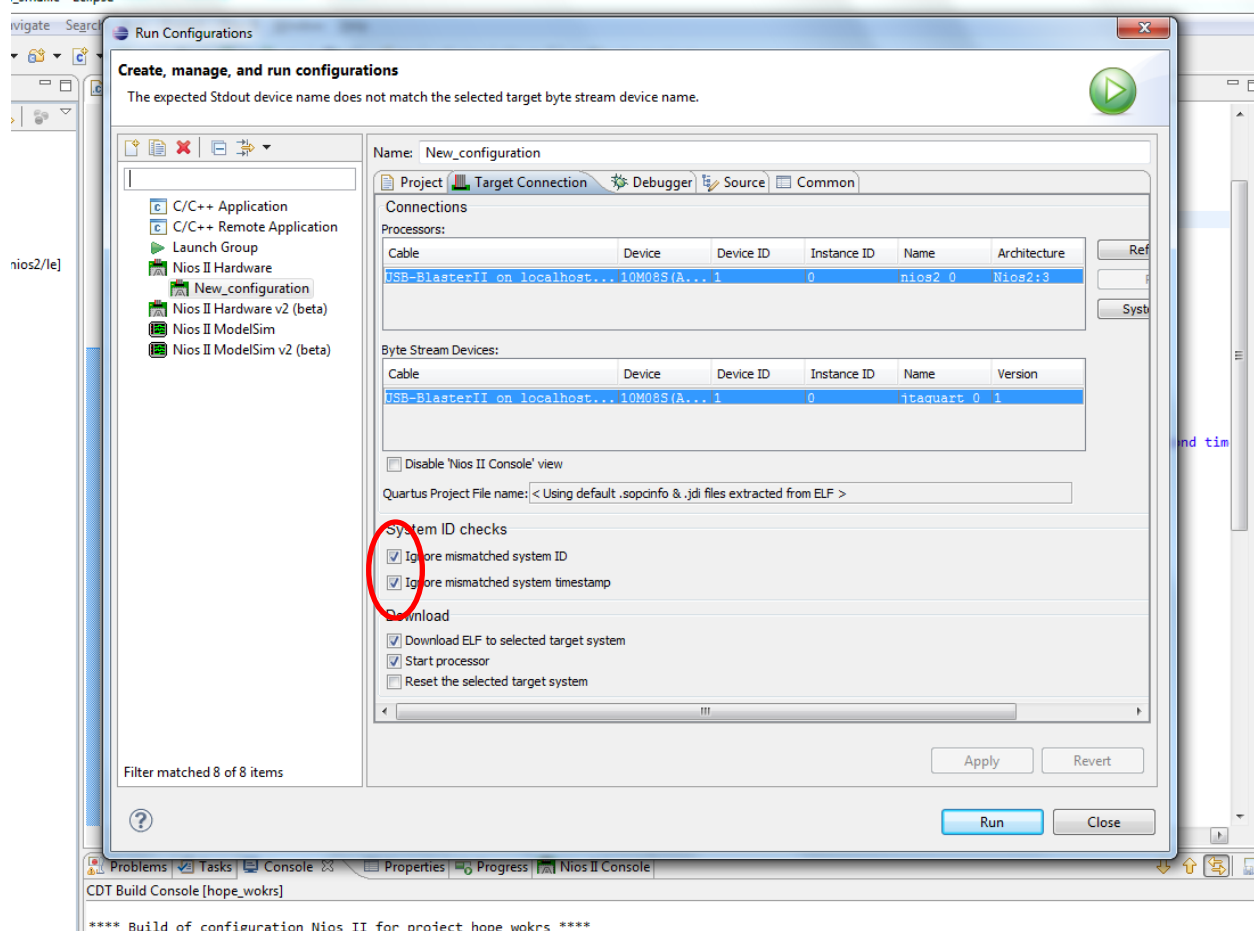 vigate Search
Run Configurations
Create, manage, and run configurations
The expected Stdout device name does not match the selected target byte stream device name.
Name: New_configuration
Project Target Connection Debugger Source Common
C/C++ Application
C/C++ Remote Application
Launch Group
Nios II Hardware
New_configuration
Nios II Hardware v2 (beta)
Nios II ModelSim
Nios II ModelSim v2 (beta)
Filter matched 8 of 8 items
nios2/le]
Connections
Processors:
Cable Device Device ID Instance ID Name Architecture
USB-BlasterII on localhost... 10M08S(A... 1 0 nios2_0 Nios2:3
Ref
Syst
Byte Stream Devices:
Cable Device Device ID Instance ID Name Version
USB-BlasterII on localhost... 10M08S(A... 1 0 jtaguart_0 1
Disable 'Nios II Console' view
Quartus Project File name: < Using default .sopcinfo & .jdi files extracted from ELF >
System ID checks
Ignore mismatched system ID
Ignore mismatched system timestamp
Download
Download ELF to selected target system
Start processor
Reset the selected target system
Apply Revert
Run Close
nd tim
Problems Tasks Console Properties Progress Nios II Console
CDT Build Console [hope_wokrs]
**** Build of configuration Nios II for project hope_wokrs ****